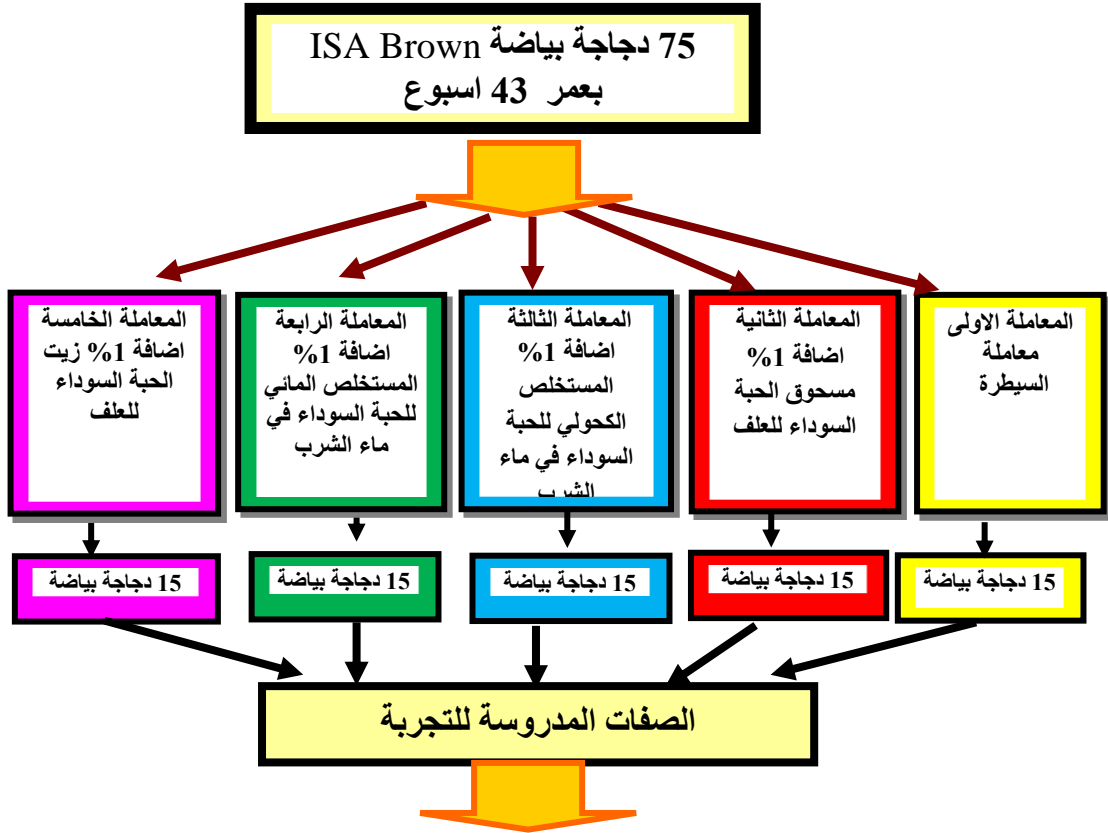 75 دجاجة بياضة ISA Brown
بعمر 43 اسبوع
المعاملة الاولى
معاملة
السيطرة
المعاملة الثانية
اضافة 1%
مسحوق الحبة
السوداء للعلف
المعاملة الثالثة
اضافة 1%
المستخلص
الكحولي للحبة
السوداء في ماء
الشرب
المعاملة الرابعة
اضافة 1%
المستخلص المائي
للحبة السوداء في
ماء الشرب
المعاملة الخامسة
اضافة 1% زيت
الحبة السوداء
للعلف
15 دجاجة بياضة
15 دجاجة بياضة
15 دجاجة بياضة
15 دجاجة بياضة
15 دجاجة بياضة
الصفات المدروسة للتجربة